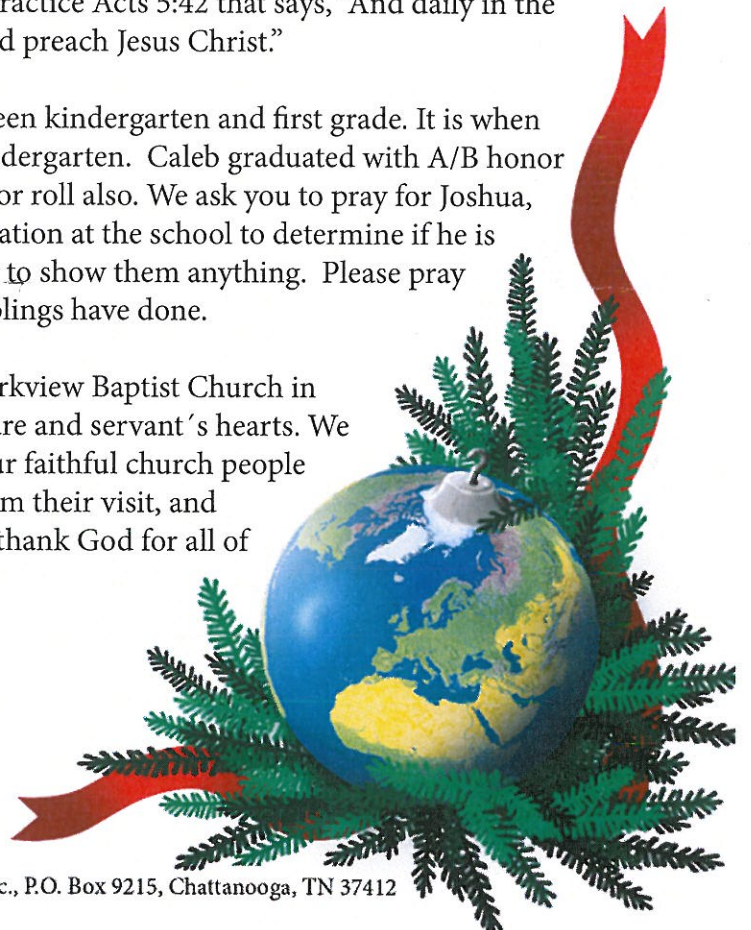 ractice Acts 5:42 that says, "And daily in the
d preach Jesus Christ.”
een kindergarten and first grade. It is when
dergarten. Caleb graduated with A/B honor
or roll also. We ask you to pray for Joshua,
ation at the school to determine if he is
to show them anything. Please pray
olings have done.
rkview Baptist Church in
are and servant´s hearts. We
ur faithful church people
m their visit, and
thank God for all of
c., P.O. Box 9215, Chattanooga, TN 37412